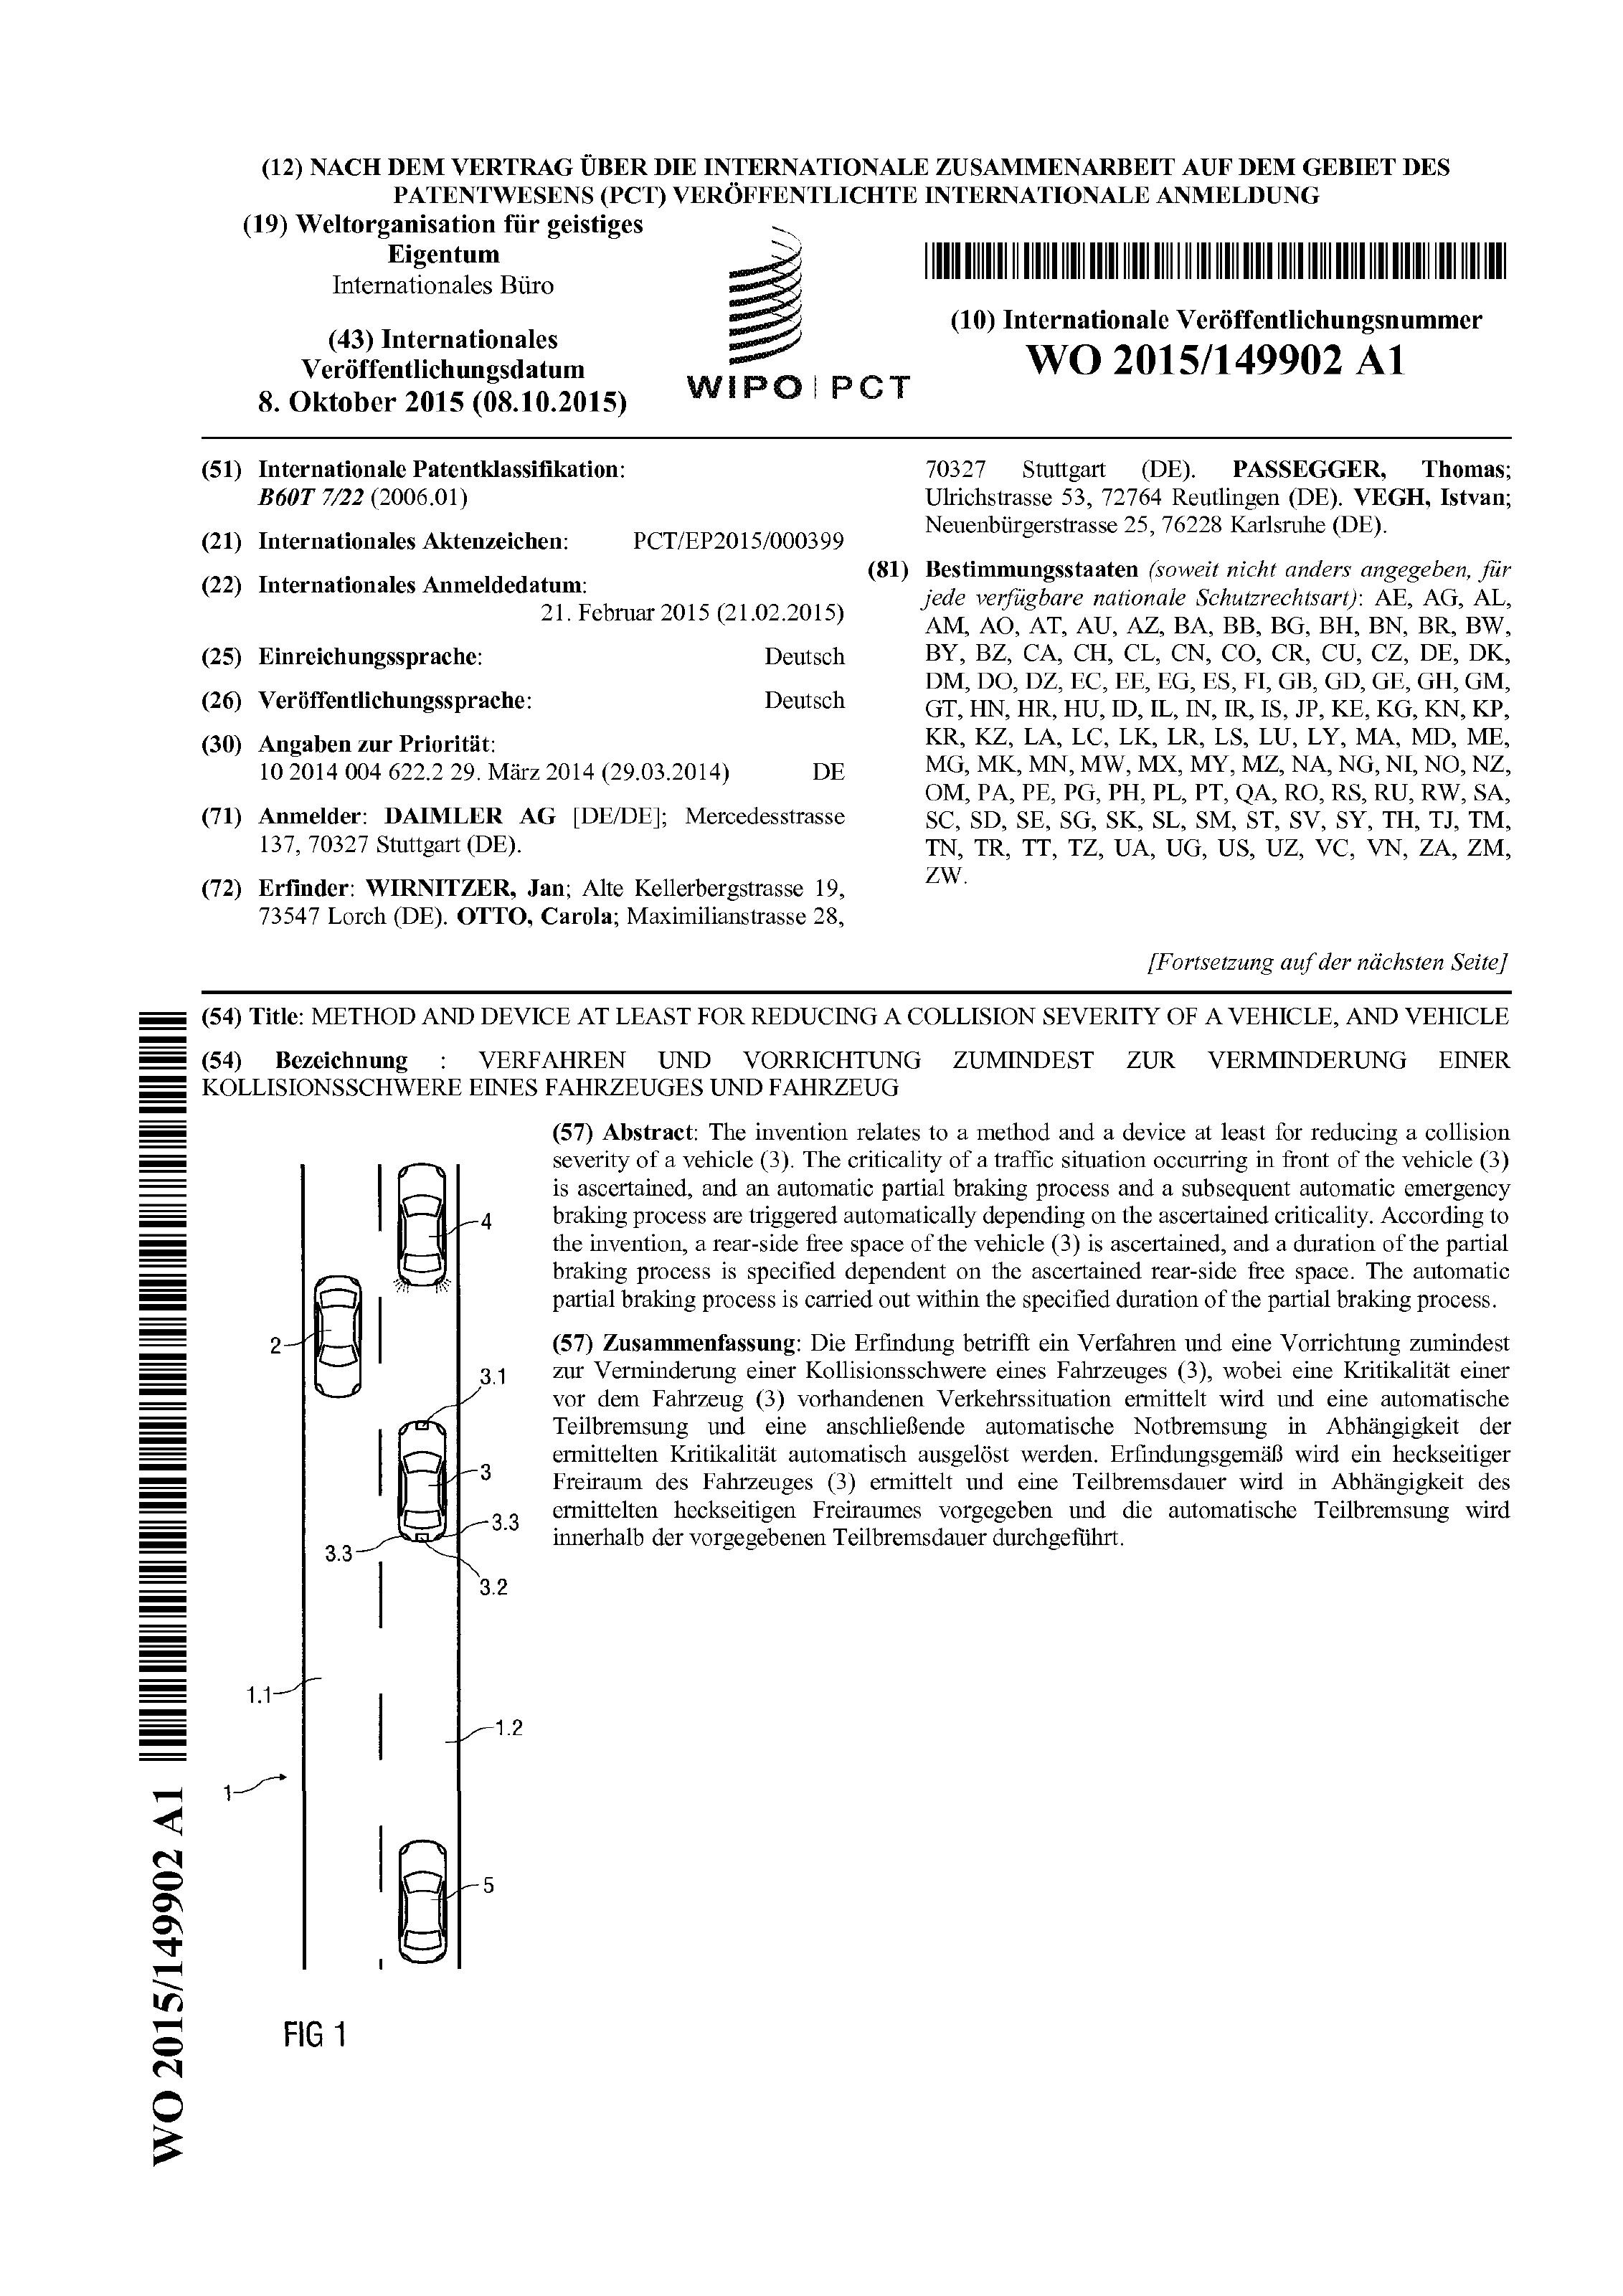 (12) NACH DEM VERTRAG ÜBER DIE INTERNATIONALE ZUSAMMENARBEIT AUF DEM GEBIET DES
PATENTWESENS (PCT) VERÖFFENTLICHTE INTERNATIONALE ANMELDUNG
(19) Weltorganisation für geistiges
Eigentum
Internationales Büro
(43) Internationales
Veröffentlichungsdatum
8. Oktober 2015 (08.10.2015)
WIPO | PCT
(10) Internationale Veröffentlichungsnummer
WO 2015/149902 A1
(51) Internationale Patentklassifikation:
B60T 7/22 (2006.01)
(21) Internationales Aktenzeichen: PCT/EP2015/000399
(22) Internationales Anmeldedatum:
21. Februar 2015 (21.02.2015)
(25) Einreichungssprache: Deutsch
(26) Veröffentlichungssprache: Deutsch
(30) Angaben zur Priorität:
10 2014 004 622.2 29. März 2014 (29.03.2014) DE
(71) Anmelder: DAIMLER AG [DE/DE]; Mercedesstrasse
137, 70327 Stuttgart (DE).
(72) Erfinder: WIRNITZER, Jan; Alte Kellerbergstrasse 19,
73547 Lorch (DE). OTTO, Carola; Maximilianstrasse 28,
70327 Stuttgart (DE). PASSEGGER, Thomas;
Ulrichstrasse 53, 72764 Reutlingen (DE). VEGH, Istvan;
Neuenbürgerstrasse 25, 76228 Karlsruhe (DE).
(81) Bestimmungsstaaten (soweit nicht anders angegeben, für
jede verfügbare nationale Schutzrechtsart): AE, AG, AL,
AM, AO, AT, AU, AZ, BA, BB, BG, BH, BN, BR, BW,
BY, BZ, CA, CH, CL, CN, CO, CR, CU, CZ, DE, DK,
DM, DO, DZ, EC, EE, EG, ES, FI, GB, GD, GE, GH, GM,
GT, HN, HR, HU, ID, IL, IN, IR, IS, JP, KE, KG, KN, KP,
KR, KZ, LA, LC, LK, LR, LS, LU, LY, MA, MD, ME,
MG, MK, MN, MW, MX, MY, MZ, NA, NG, NI, NO, NZ,
OM, PA, PE, PG, PH, PL, PT, QA, RO, RS, RU, RW, SA,
SC, SD, SE, SG, SK, SL, SM, ST, SV, SY, TH, TJ, TM,
TN, TR, TT, TZ, UA, UG, US, UZ, VC, VN, ZA, ZM,
ZW.
[Fortsetzung auf der nächsten Seite]
(54) Title: METHOD AND DEVICE AT LEAST FOR REDUCING A COLLISION SEVERITY OF A VEHICLE, AND VEHICLE
(54) Bezeichnung : VERFAHREN UND VORRICHTUNG ZUMINDEST ZUR VERMINDERUNG EINER
KOLLISIONSSCHWERE EINES FAHRZEUGES UND FAHRZEUG
(57) Abstract: The invention relates to a method and a device at least for reducing a collision
severity of a vehicle (3). The criticality of a traffic situation occurring in front of the vehicle (3)
is ascertained, and an automatic partial braking process and a subsequent automatic emergency
braking process are triggered automatically depending on the ascertained criticality. According to
the invention, a rear-side free space of the vehicle (3) is ascertained, and a duration of the partial
braking process is specified dependent on the ascertained rear-side free space. The automatic
partial braking process is carried out within the specified duration of the partial braking process.
(57) Zusammenfassung: Die Erfindung betrifft ein Verfahren und eine Vorrichtung zumindest
zur Verminderung einer Kollisionsschwere eines Fahrzeuges (3), wobei eine Kritikalität einer
vor dem Fahrzeug (3) vorhandenen Verkehrssituation ermittelt wird und eine automatische
Teilbremsung und eine anschließende automatische Notbremsung in Abhängigkeit der
ermittelten Kritikalität automatisch ausgelöst werden. Erfindungsgemäß wird ein heckseitiger
Freiraum des Fahrzeuges (3) ermittelt und eine Teilbremsdauer wird in Abhängigkeit des
ermittelten heckseitigen Freiraumes vorgegeben und die automatische Teilbremsung wird
innerhalb der vorgegebenen Teilbremsdauer durchgeführt.
4
2
3.1
3
3.3
3.3
3.2
1.1
1.2
1
5
FIG 1
WO 2015/149902 A1